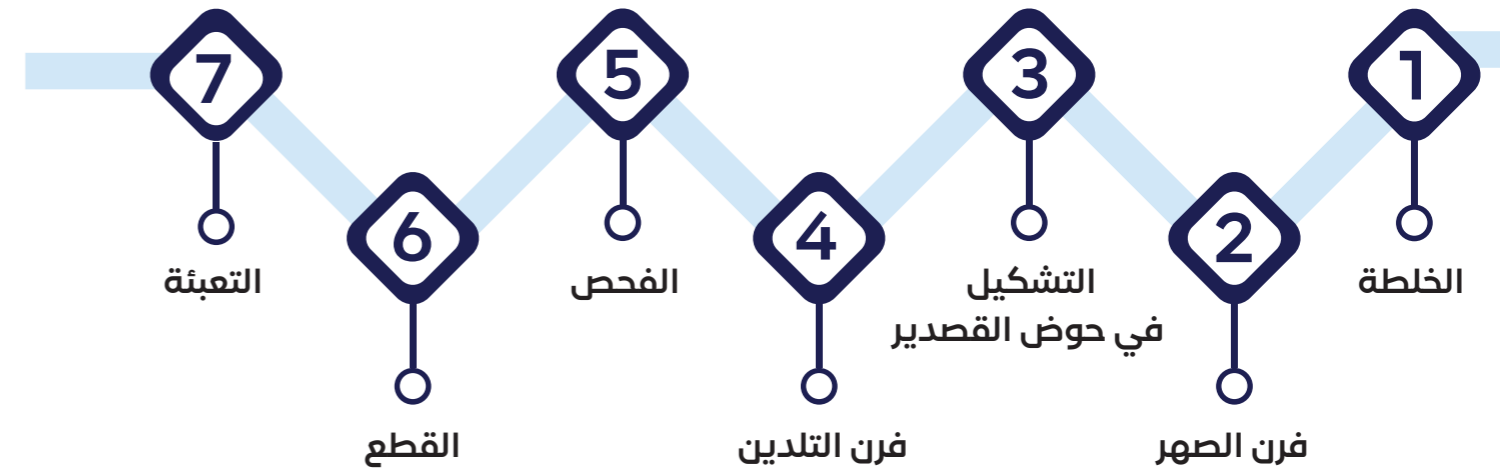 1
الخلطة
2
فرن الصهر
3
التشكيل
في حوض القصدير
4
فرن التلدين
5
الفحص
6
القطع
7
التعبئة